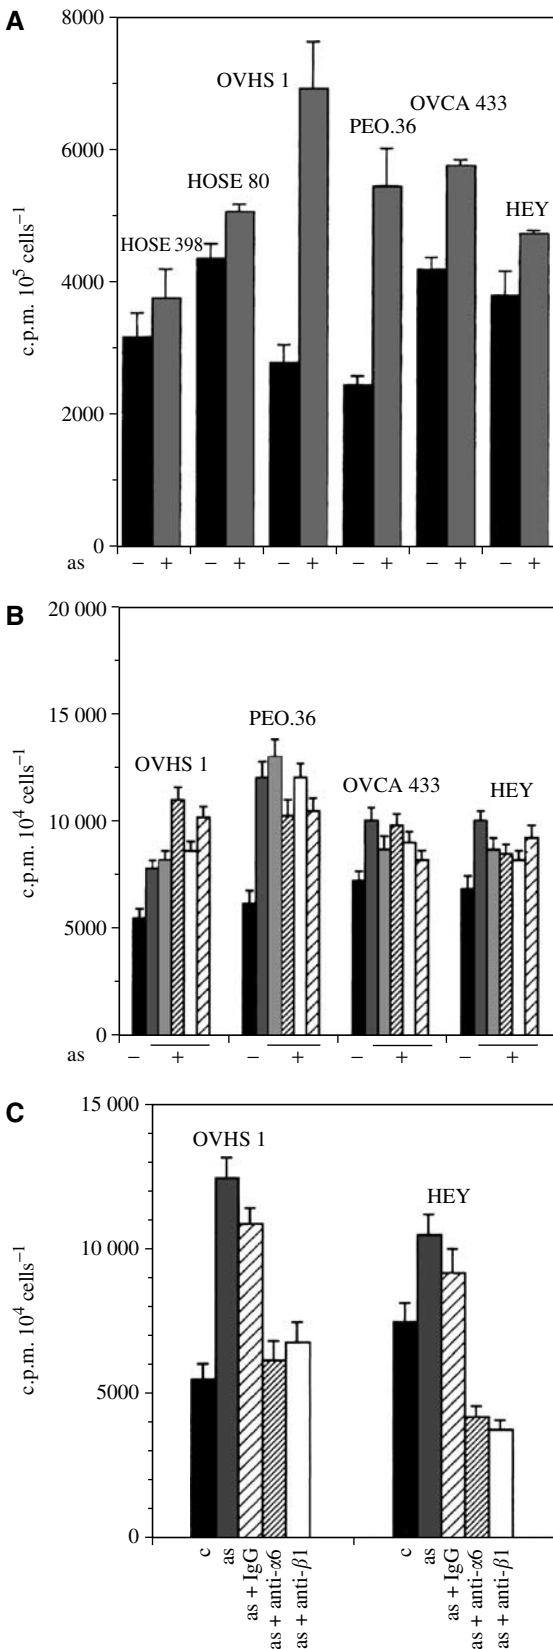 A
8000
6000
4000
2000
0
c.p.m. 10⁵ cells⁻¹
HOSE 398
HOSE 80
OVHS 1
PEO.36
OVCA 433
HEY
as − + − + − + − + − + − +
B
20 000
15 000
10 000
5000
0
c.p.m. 10⁴ cells⁻¹
OVHS 1
PEO.36
OVCA 433
HEY
as − + − + − + − +
C
15 000
10 000
5000
0
c.p.m. 10⁴ cells⁻¹
OVHS 1
HEY
c
as
as + IgG
as + anti-α6
as + anti-β1
c
as
as + IgG
as + anti-α6
as + anti-β1